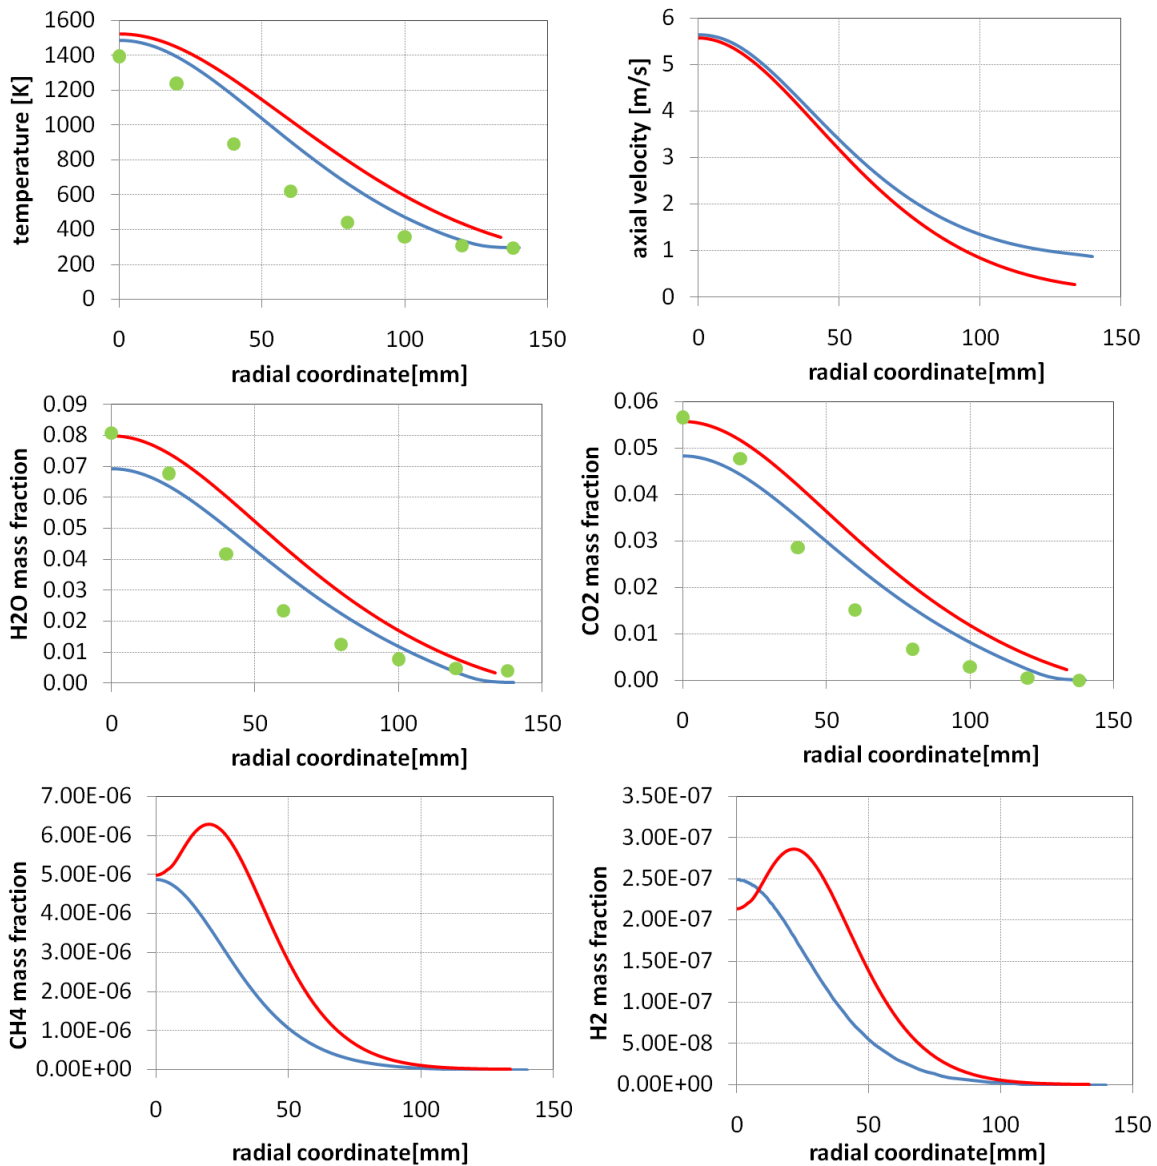 temperature [K]
1600
1400
1200
1000
800
600
400
200
0
0 50 100 150
radial coordinate[mm]
axial velocity [m/s]
6
5
4
3
2
1
0
0 50 100 150
radial coordinate[mm]
H2O mass fraction
0.09
0.08
0.07
0.06
0.05
0.04
0.03
0.02
0.01
0.00
0 50 100 150
radial coordinate[mm]
CO2 mass fraction
0.06
0.05
0.04
0.03
0.02
0.01
0.00
0 50 100 150
radial coordinate[mm]
CH4 mass fraction
7.00E-06
6.00E-06
5.00E-06
4.00E-06
3.00E-06
2.00E-06
1.00E-06
0.00E+00
0 50 100 150
radial coordinate[mm]
H2 mass fraction
3.50E-07
3.00E-07
2.50E-07
2.00E-07
1.50E-07
1.00E-07
5.00E-08
0.00E+00
0 50 100 150
radial coordinate[mm]